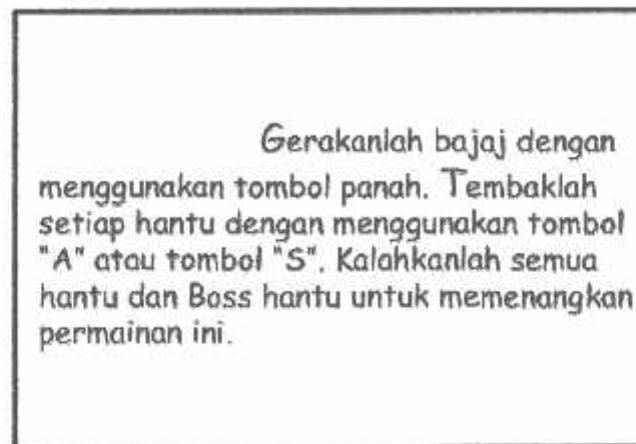 Gerakanlah bajaj dengan
menggunakan tombol panah. Tembaklah
setiap hantu dengan menggunakan tombol
"A" atau tombol "S". Kalahkanlah semua
hantu dan Boss hantu untuk memenangkan
permainan ini.